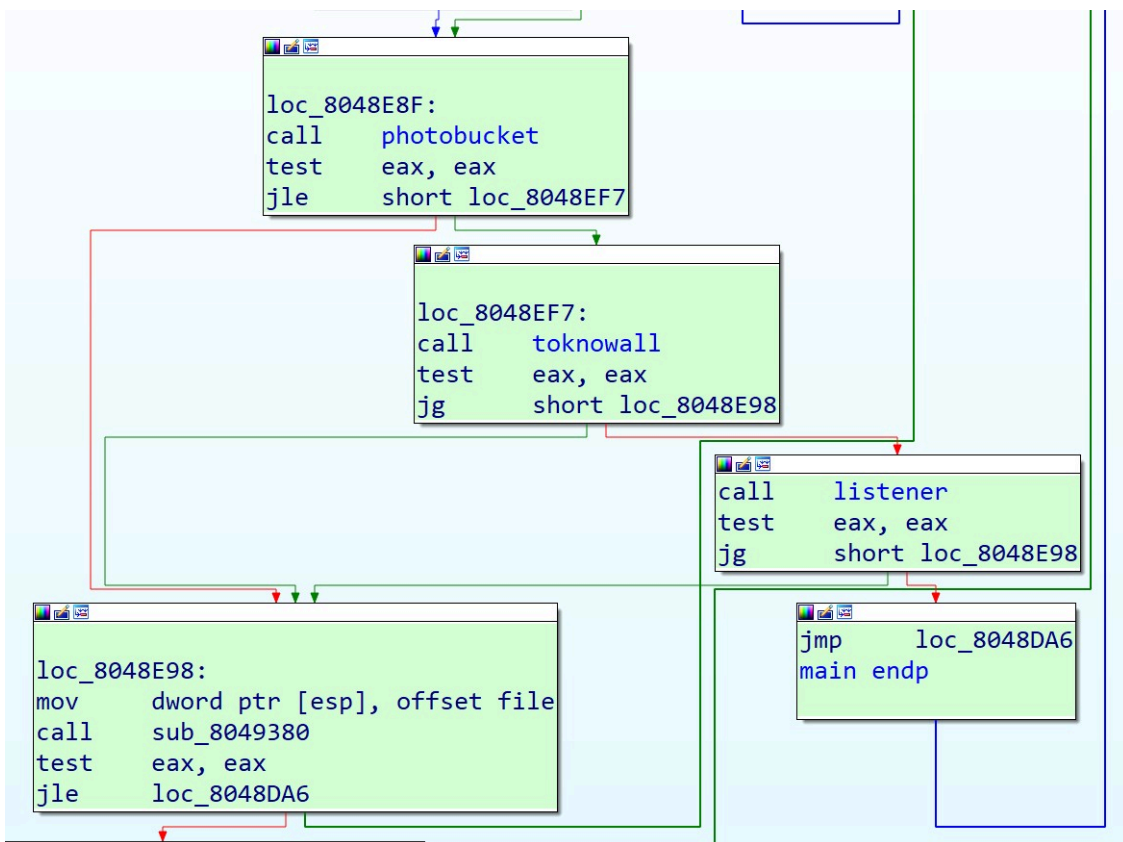 loc_8048E8F:
call photobucket
test eax, eax
jle short loc_8048EF7
loc_8048EF7:
call toknowall
test eax, eax
jg short loc_8048E98
call listener
test eax, eax
jg short loc_8048E98
loc_8048E98:
mov dword ptr [esp], offset file
call sub_8049380
test eax, eax
jle loc_8048DA6
jmp loc_8048DA6
main endp